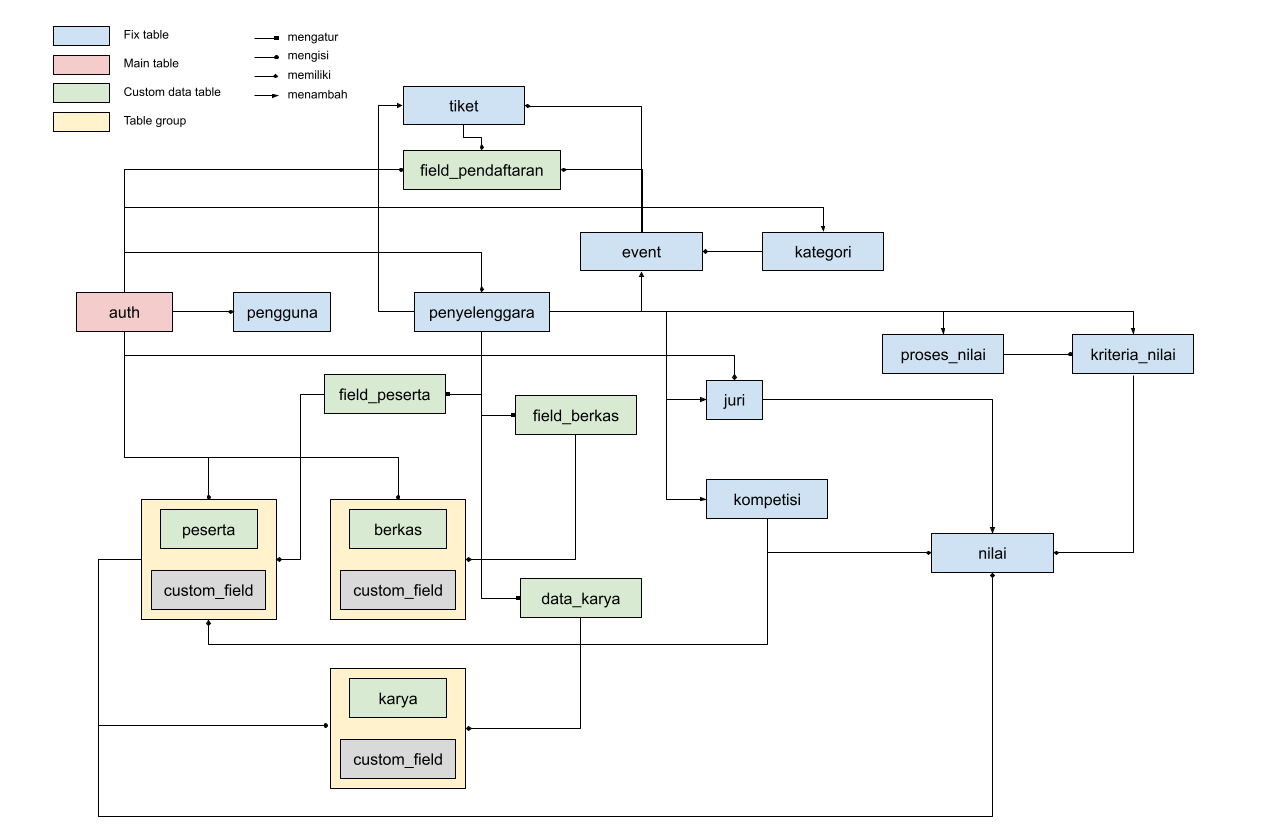 Fix table
Main table
Custom data table
Table group
mengatur
mengisi
memiliki
menambah
tiket
field_pendaftaran
event
kategori
auth
pengguna
penyelenggara
proses_nilai
kriteria_nilai
field_peserta
juri
field_berkas
kompetisi
peserta
berkas
nilai
custom_field
custom_field
data_karya
karya
custom_field